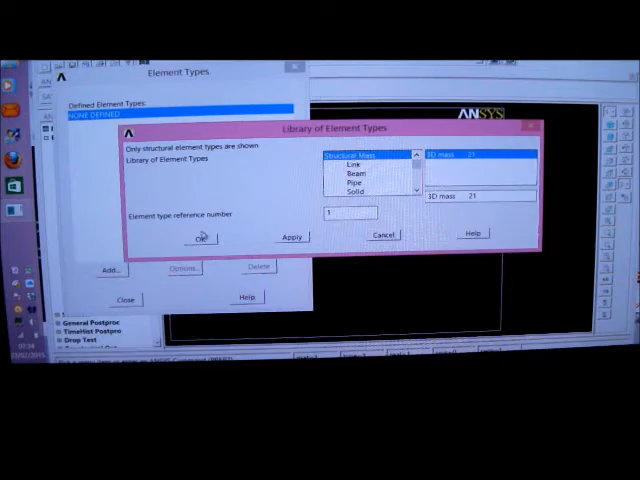 Element Types
Defined Element Types:
NONE DEFINED
ANSYS
Library of Element Types
Only structural element types are shown
Library of Element Types
Structural Mass
Link
Beam
Pipe
Solid
3D mass 21
3D mass 21
Element type reference number
1
OK
Apply
Cancel
Help
Add...
Options...
Delete
Close
Help
General Postproc
TimeHist Postpro
Drop Test